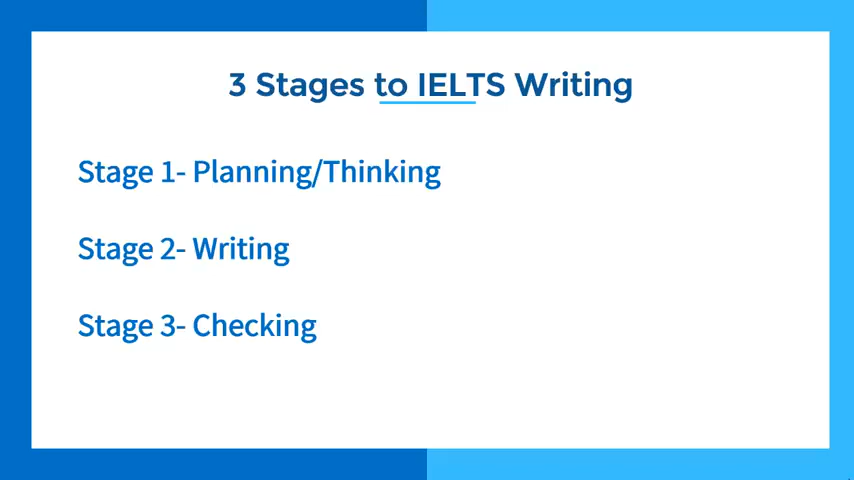 3 Stages to IELTS Writing
Stage 1- Planning/Thinking
Stage 2- Writing
Stage 3- Checking